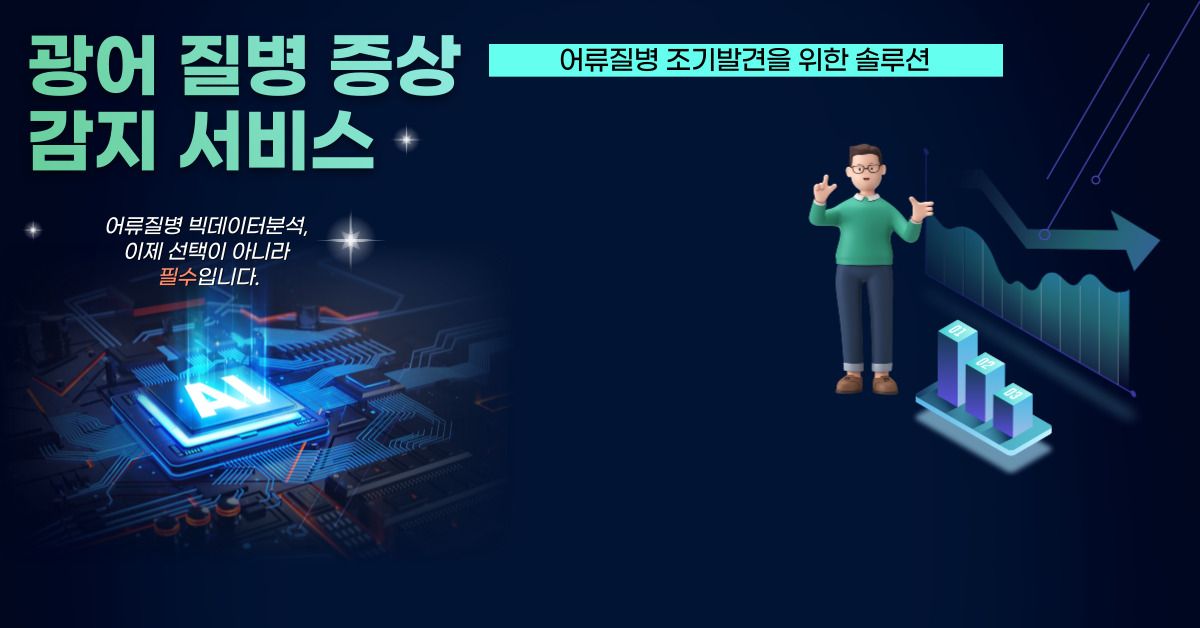 광어 질병 증상
감지 서비스
어류질병 조기발견을 위한 솔루션
어류질병 빅데이터분석,
이제 선택이 아니라
필수입니다.
AI
01
02
03